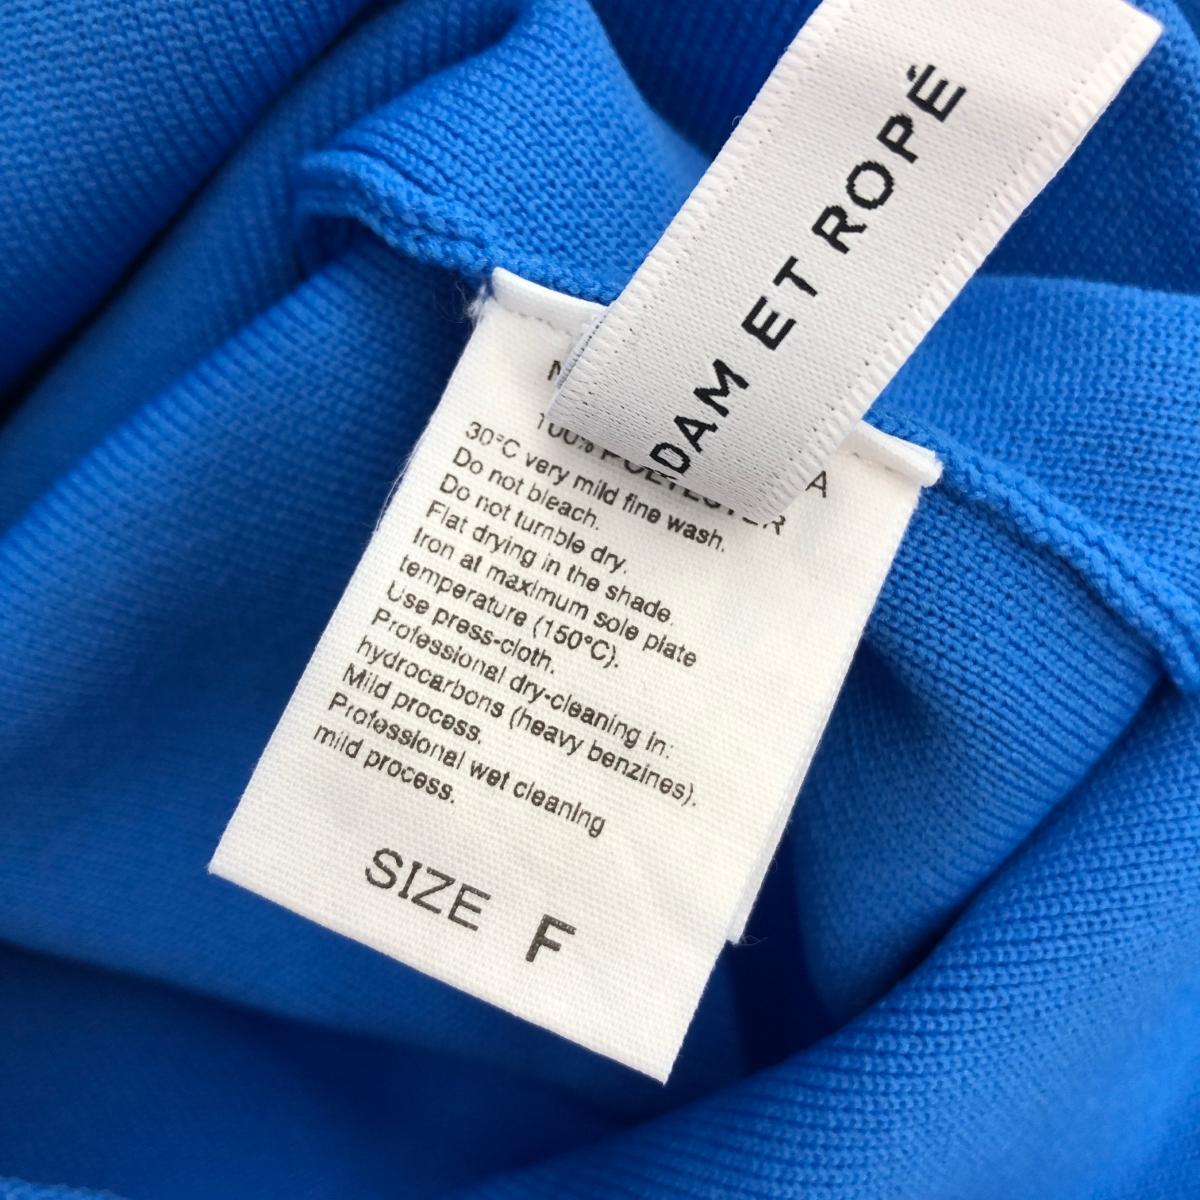 DAM ET ROPÉ
100% POLYESTER
30°C very mild fine wash.
Do not bleach.
Do not tumble dry.
Flat drying in the shade.
Iron at maximum sole plate
temperature (150°C).
Use press-cloth.
Professional dry-cleaning in:
hydrocarbons (heavy benzines).
Mild process.
Professional wet cleaning
mild process.
SIZE F